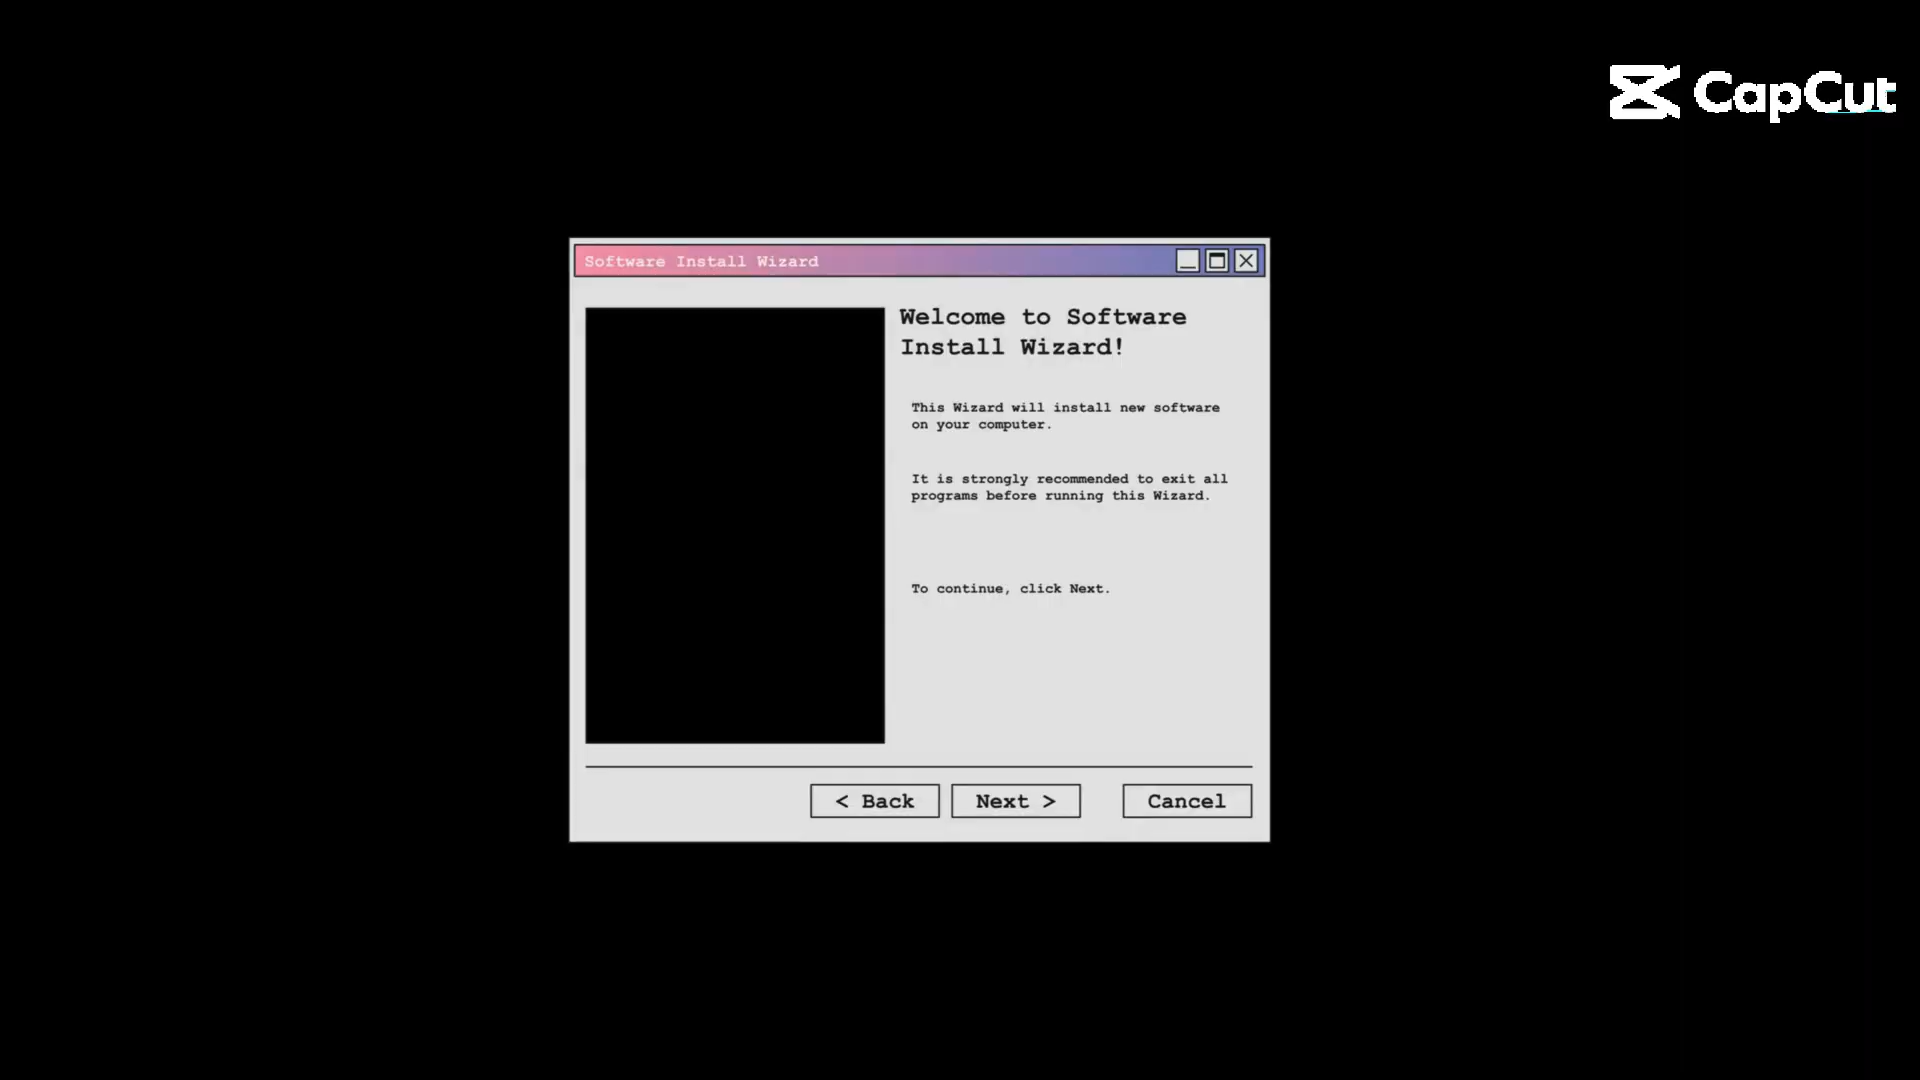 CapCut
Software Install Wizard
Welcome to Software
Install Wizard!
This Wizard will install new software
on your computer.
It is strongly recommended to exit all
programs before running this Wizard.
To continue, click Next.
< Back
Next >
Cancel